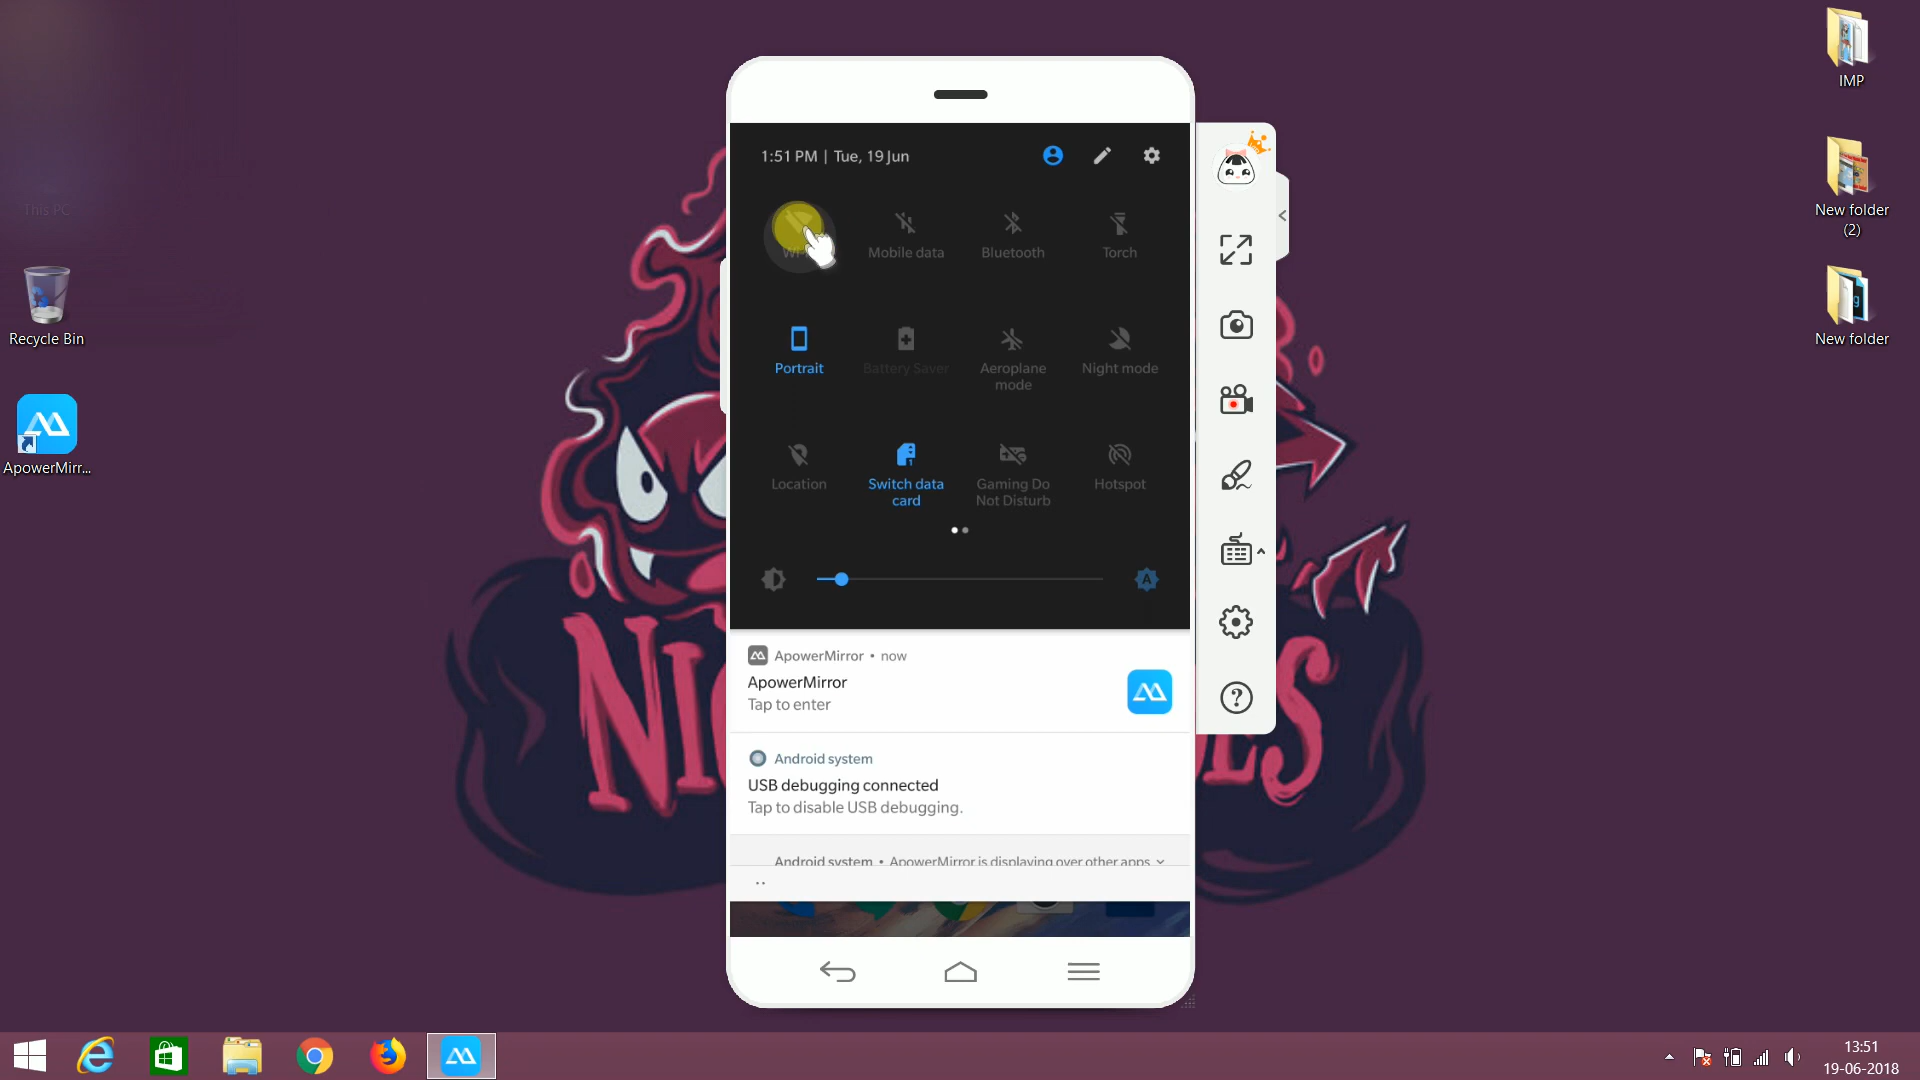 IMP
New folder
(2)
New folder
This PC
Recycle Bin
ApowerMirr...
1:51 PM | Tue, 19 Jun
Mobile data
Bluetooth
Torch
Portrait
Battery Saver
Aeroplane
mode
Night mode
Location
Switch data
card
Gaming Do
Not Disturb
Hotspot
A
ApowerMirror • now
ApowerMirror
Tap to enter
Android system
USB debugging connected
Tap to disable USB debugging.
Android system • ApowerMirror is displaying over other apps
13:51
19-06-2018